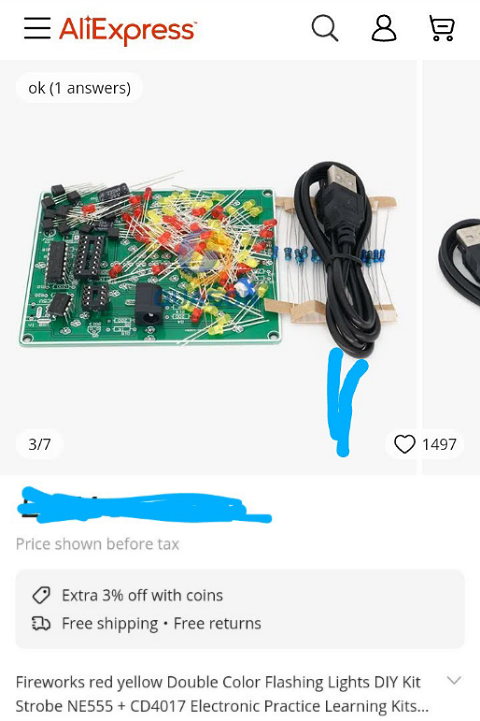 AliExpress
ok (1 answers)
3/7
1497
Price shown before tax
Extra 3% off with coins
Free shipping • Free returns
Fireworks red yellow Double Color Flashing Lights DIY Kit
Strobe NE555 + CD4017 Electronic Practice Learning Kits...